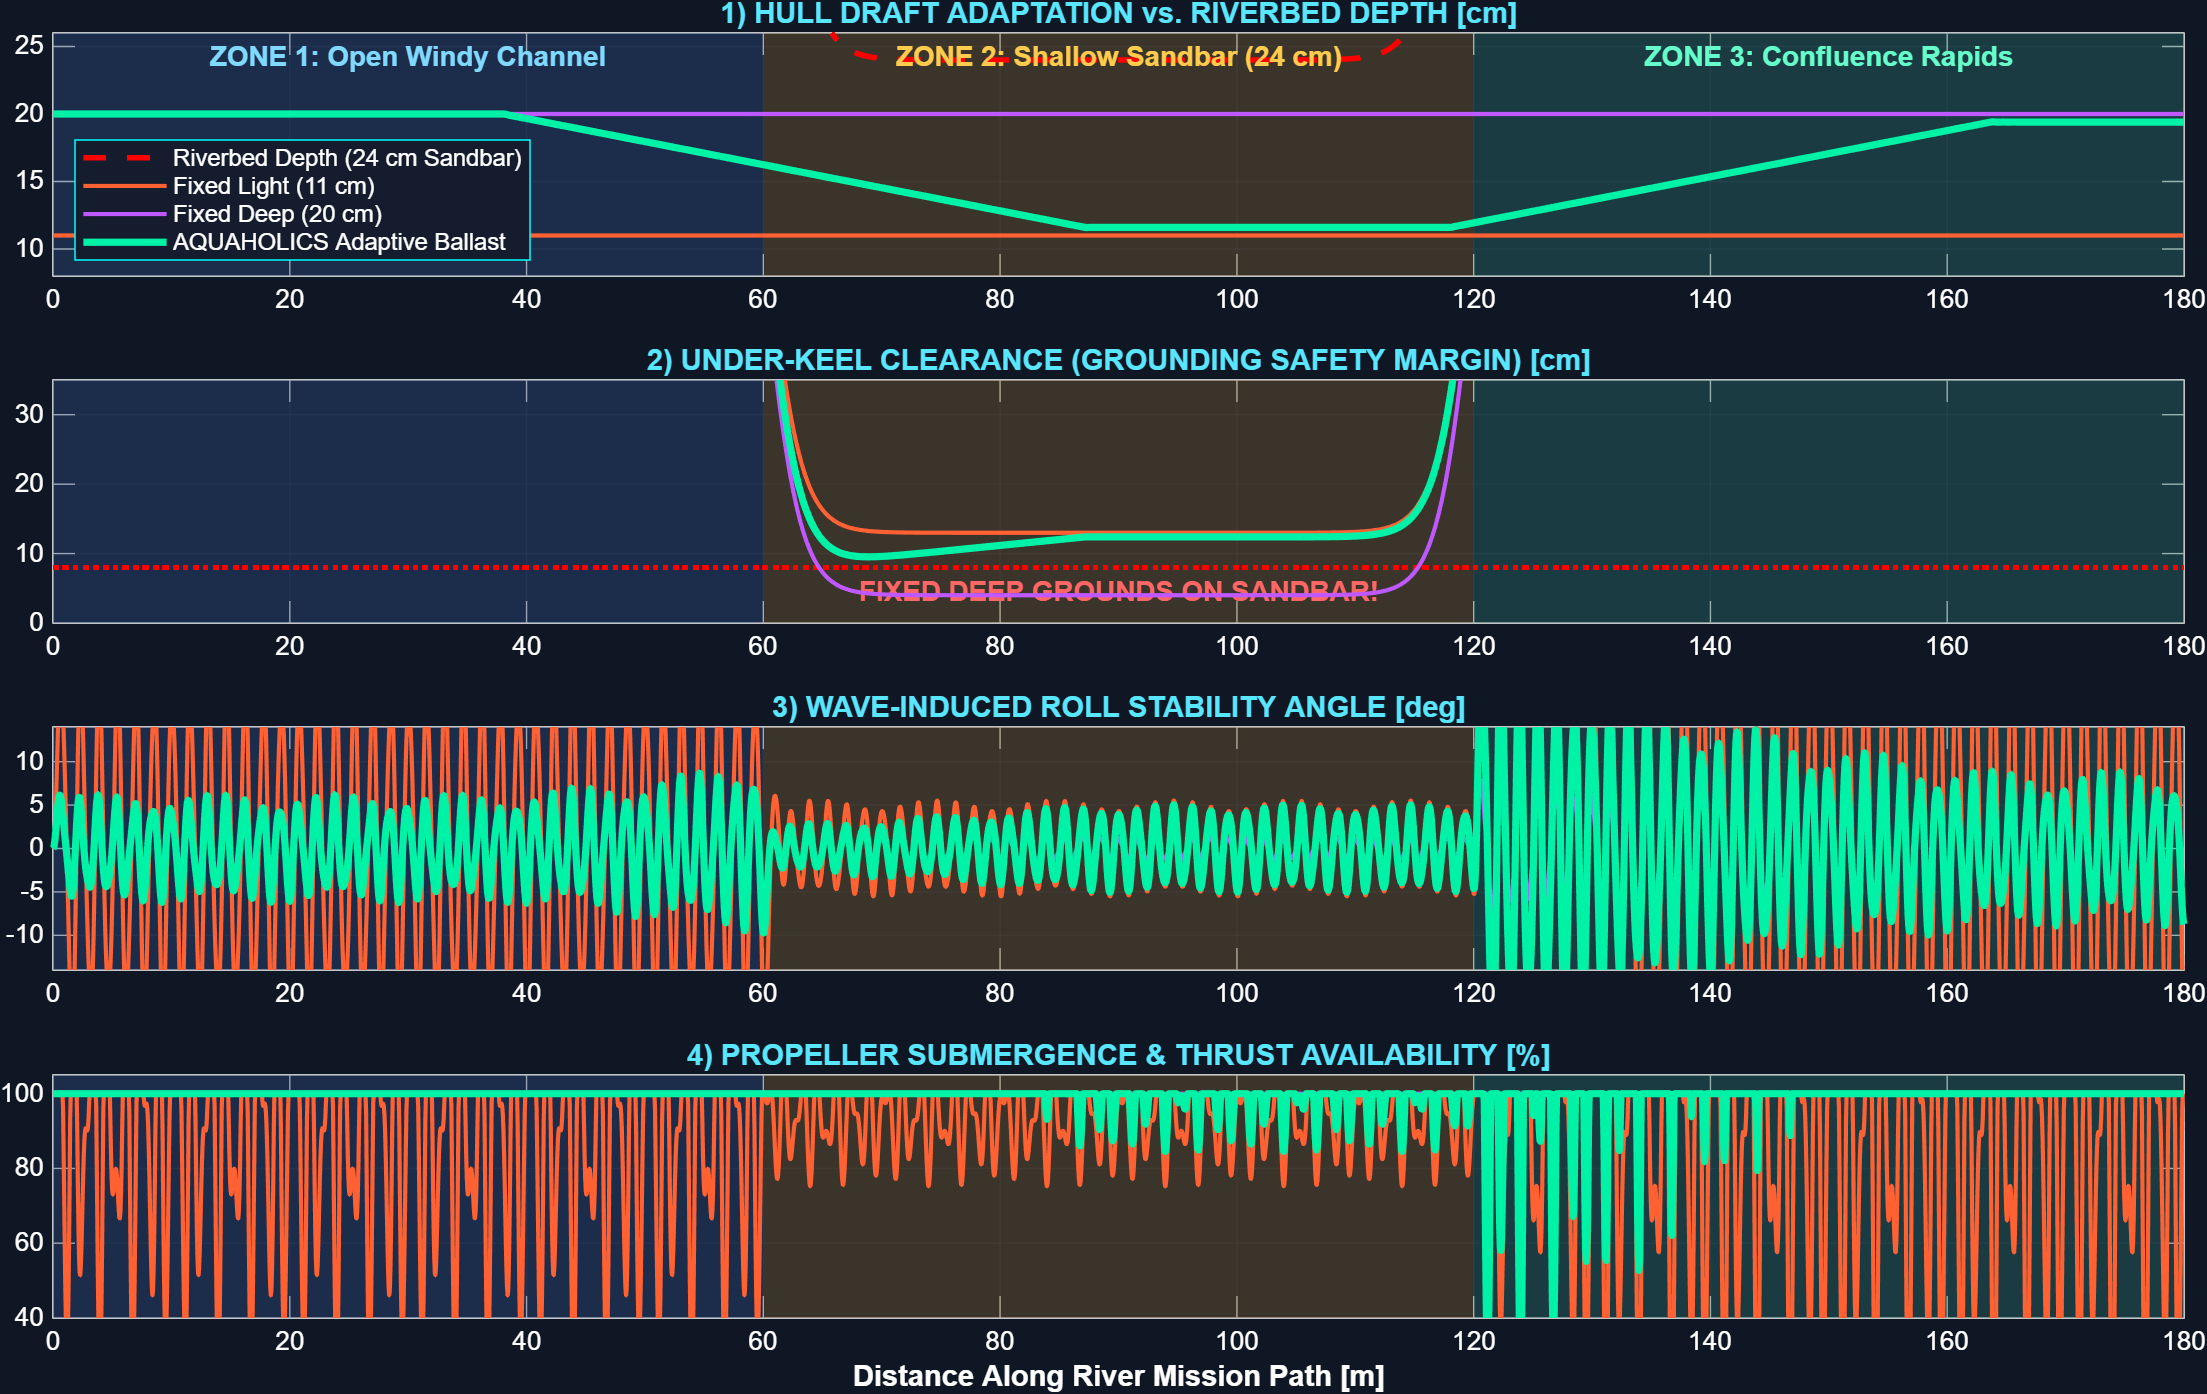 1) HULL DRAFT ADAPTATION vs. RIVERBED DEPTH [cm]
25
20
15
10
ZONE 1: Open Windy Channel
ZONE 2: Shallow Sandbar (24 cm)
ZONE 3: Confluence Rapids
Riverbed Depth (24 cm Sandbar)
Fixed Light (11 cm)
Fixed Deep (20 cm)
AQUAHOLICS Adaptive Ballast
0 20 40 60 80 100 120 140 160 180
2) UNDER-KEEL CLEARANCE (GROUNDING SAFETY MARGIN) [cm]
30
20
10
0
FIXED DEEP GROUNDS ON SANDBAR!
0 20 40 60 80 100 120 140 160 180
3) WAVE-INDUCED ROLL STABILITY ANGLE [deg]
10
5
0
-5
-10
0 20 40 60 80 100 120 140 160 180
4) PROPELLER SUBMERGENCE & THRUST AVAILABILITY [%]
100
80
60
40
0 20 40 60 80 100 120 140 160 180
Distance Along River Mission Path [m]